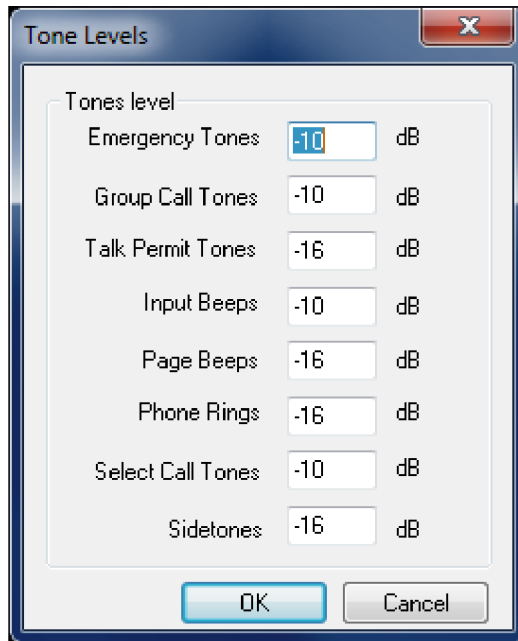 Tone Levels
Tones level
Emergency Tones -10 dB
Group Call Tones -10 dB
Talk Permit Tones -16 dB
Input Beeps -10 dB
Page Beeps -16 dB
Phone Rings -16 dB
Select Call Tones -10 dB
Sidetones -16 dB
OK Cancel